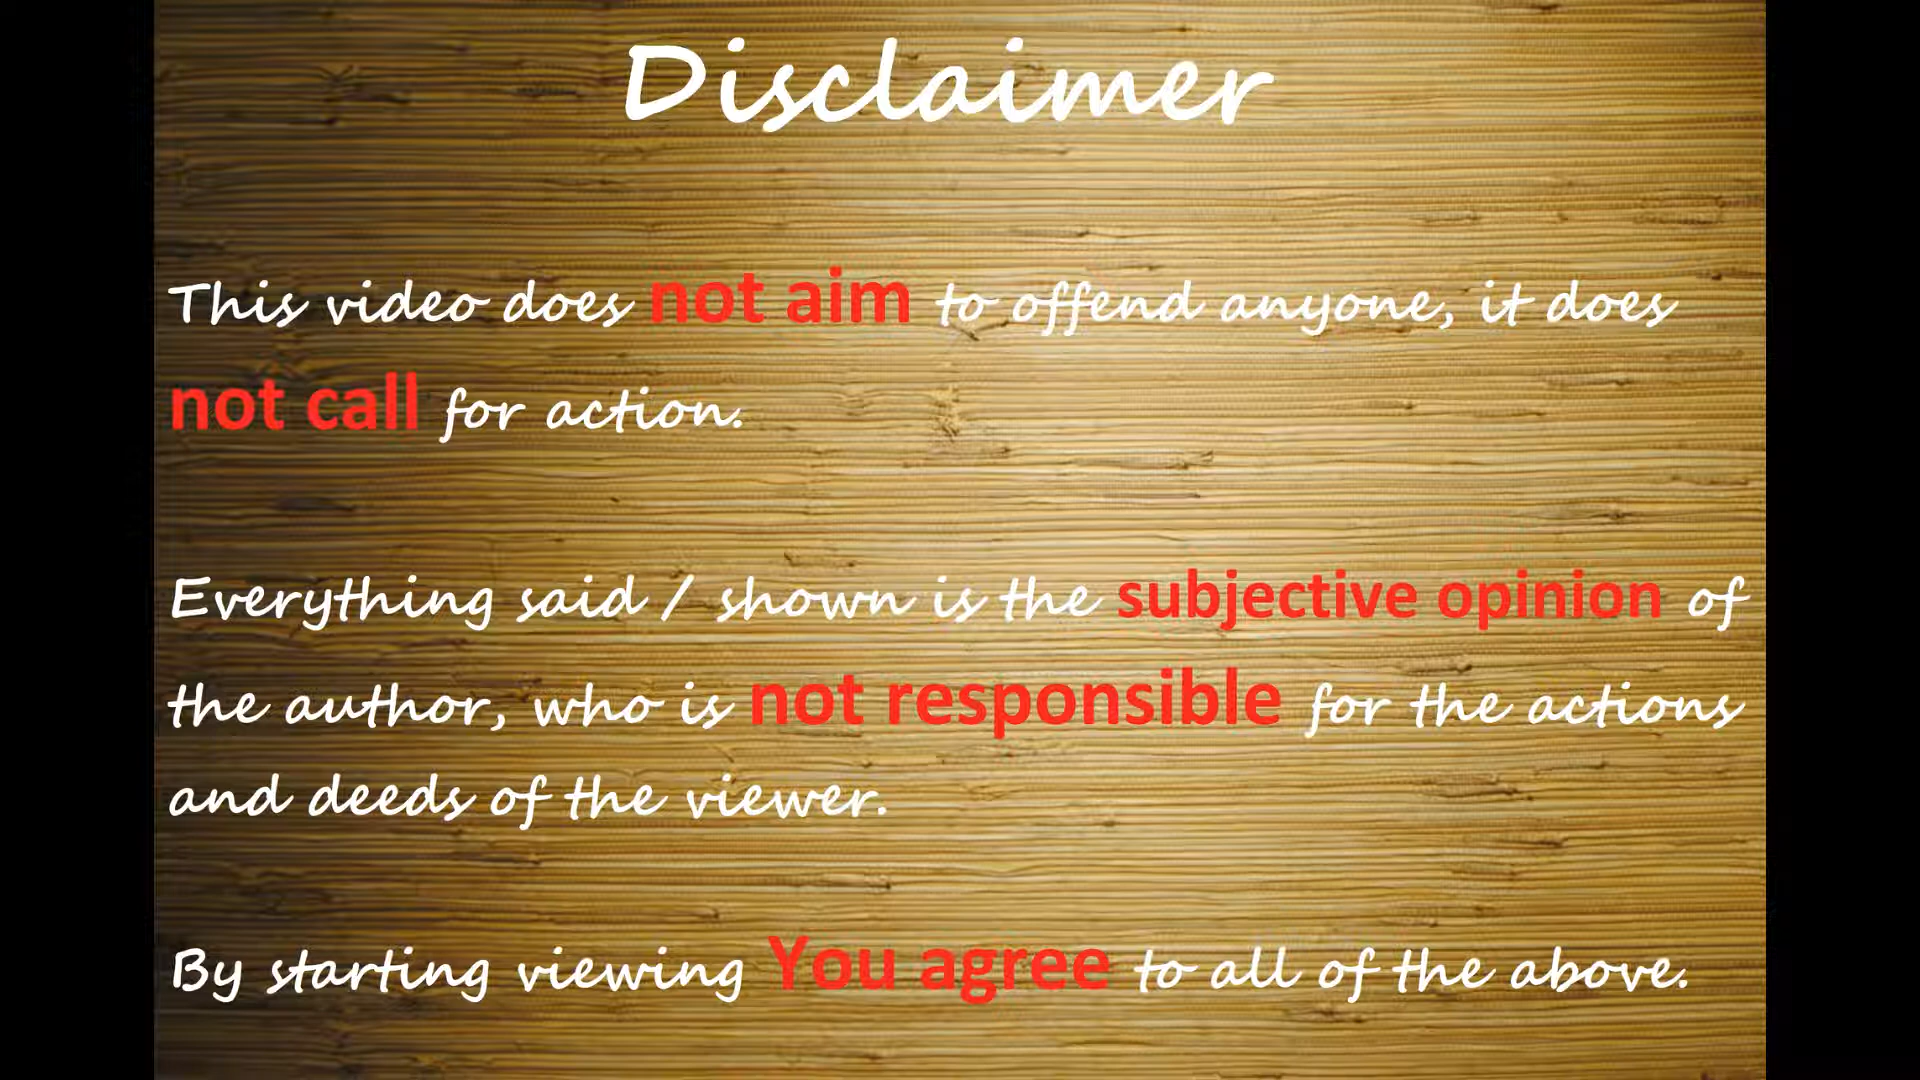 Disclaimer
This video does not aim to offend anyone, it does
not call for action.
Everything said / shown is the subjective opinion of
the author, who is not responsible for the actions
and deeds of the viewer.
By starting viewing You agree to all of the above.